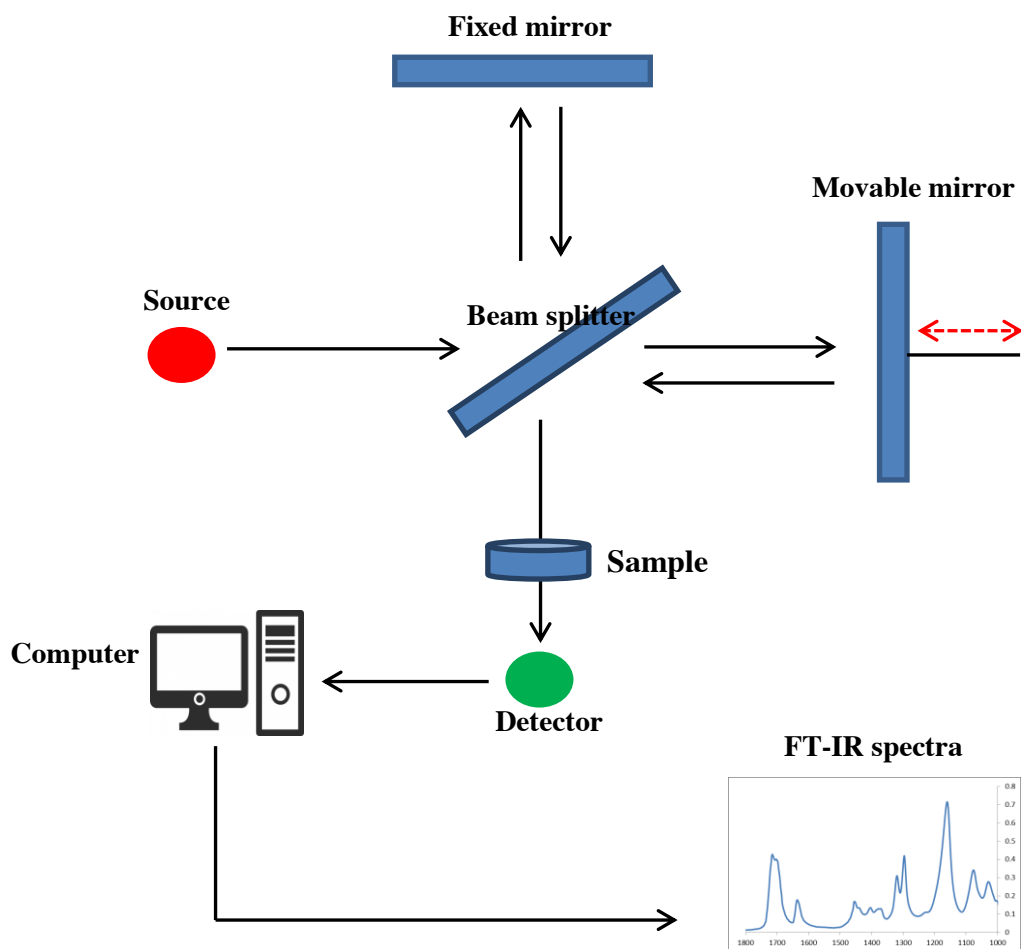 Fixed mirror
Movable mirror
Source
Beam splitter
Sample
Computer
Detector
FT-IR spectra
0.8
0.7
0.6
0.5
0.4
0.3
0.2
0.1
0
1800 1700 1600 1500 1400 1300 1200 1100 1000